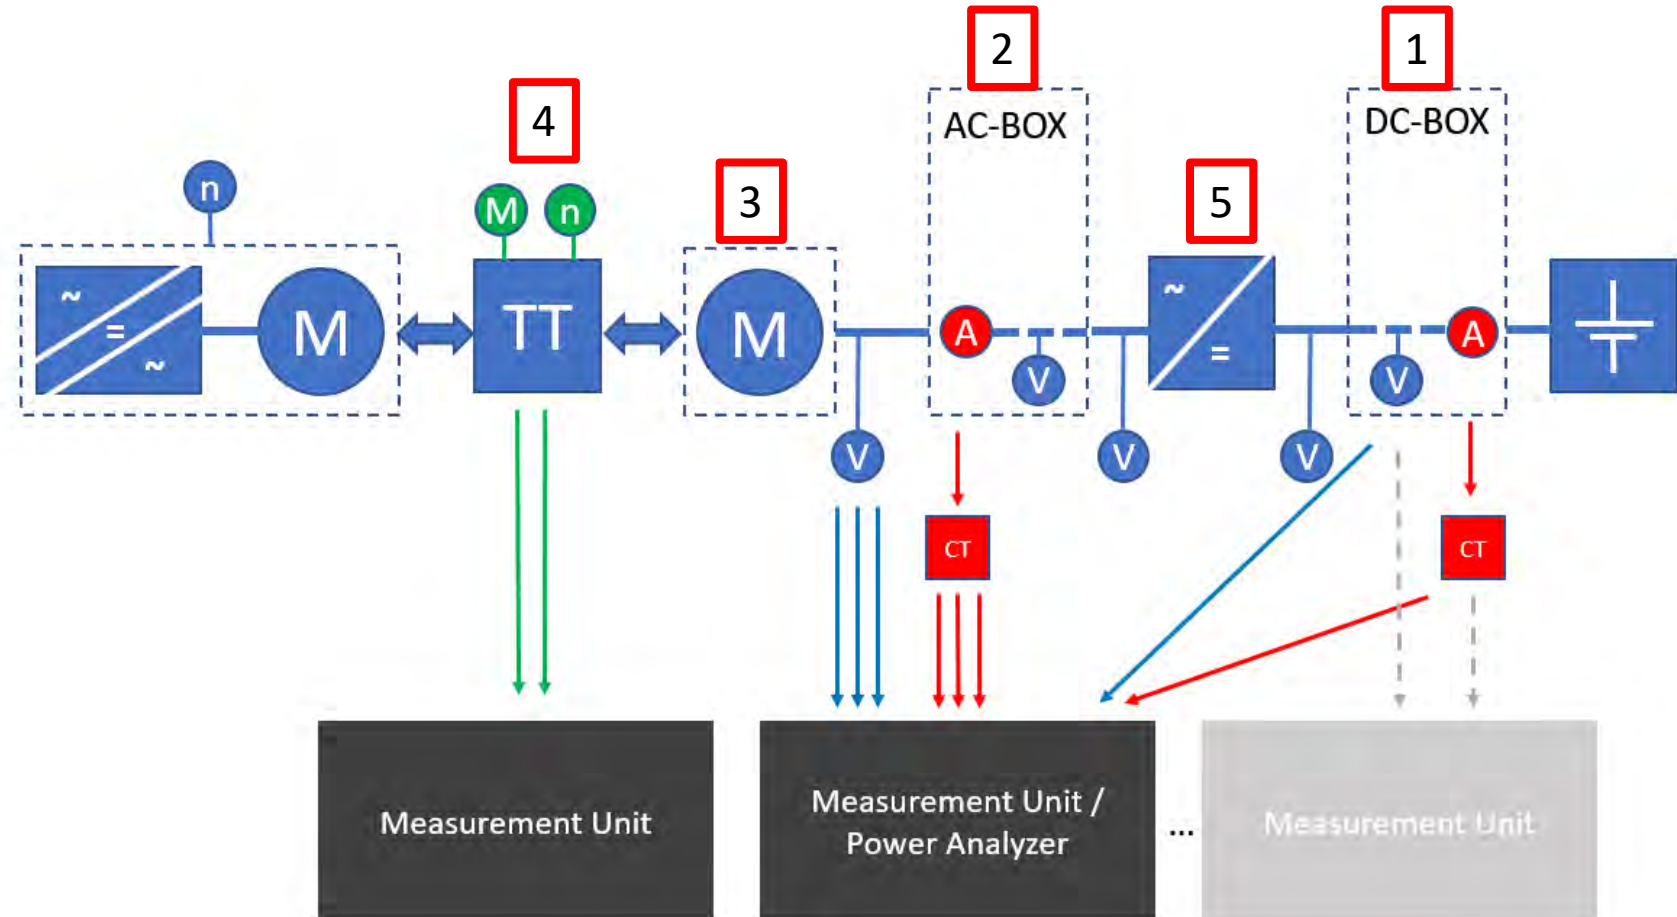 2
1
4
AC-BOX
DC-BOX
n
3
5
M
n
~
=
~
M
TT
M
A
V
~
=
V
A
V
V
V
CT
CT
Measurement Unit
Measurement Unit /
Power Analyzer
...
Measurement Unit